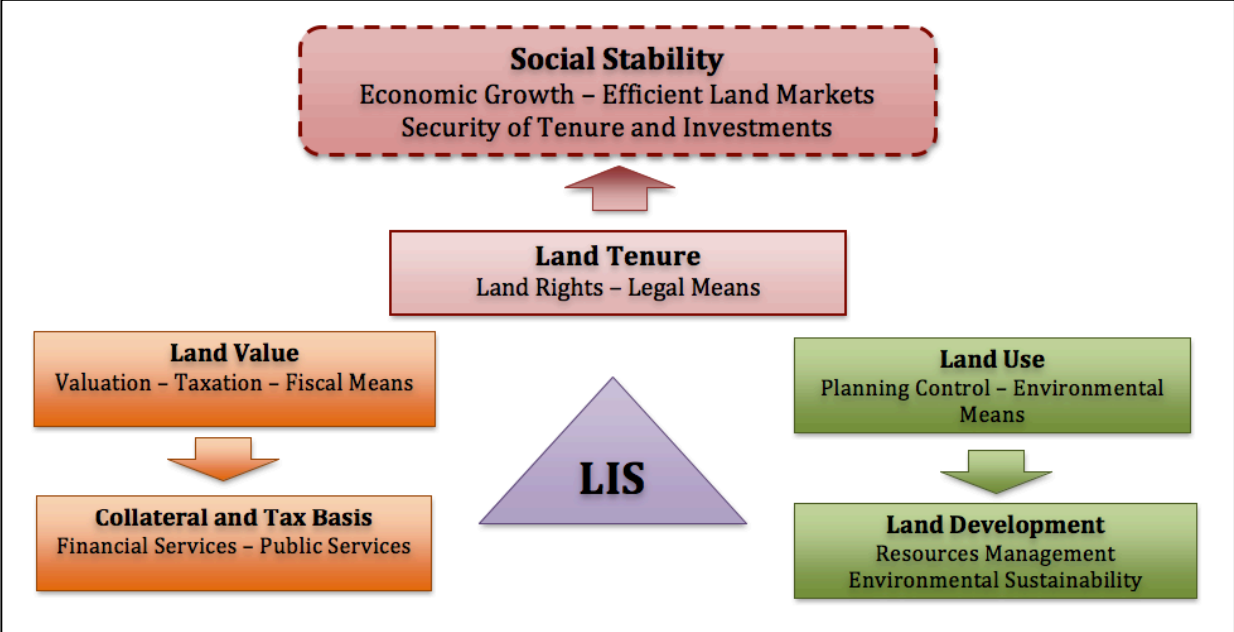 Social Stability
Economic Growth – Efficient Land Markets
Security of Tenure and Investments
Land Tenure
Land Rights – Legal Means
Land Value
Valuation – Taxation – Fiscal Means
Land Use
Planning Control – Environmental
Means
LIS
Collateral and Tax Basis
Financial Services – Public Services
Land Development
Resources Management
Environmental Sustainability